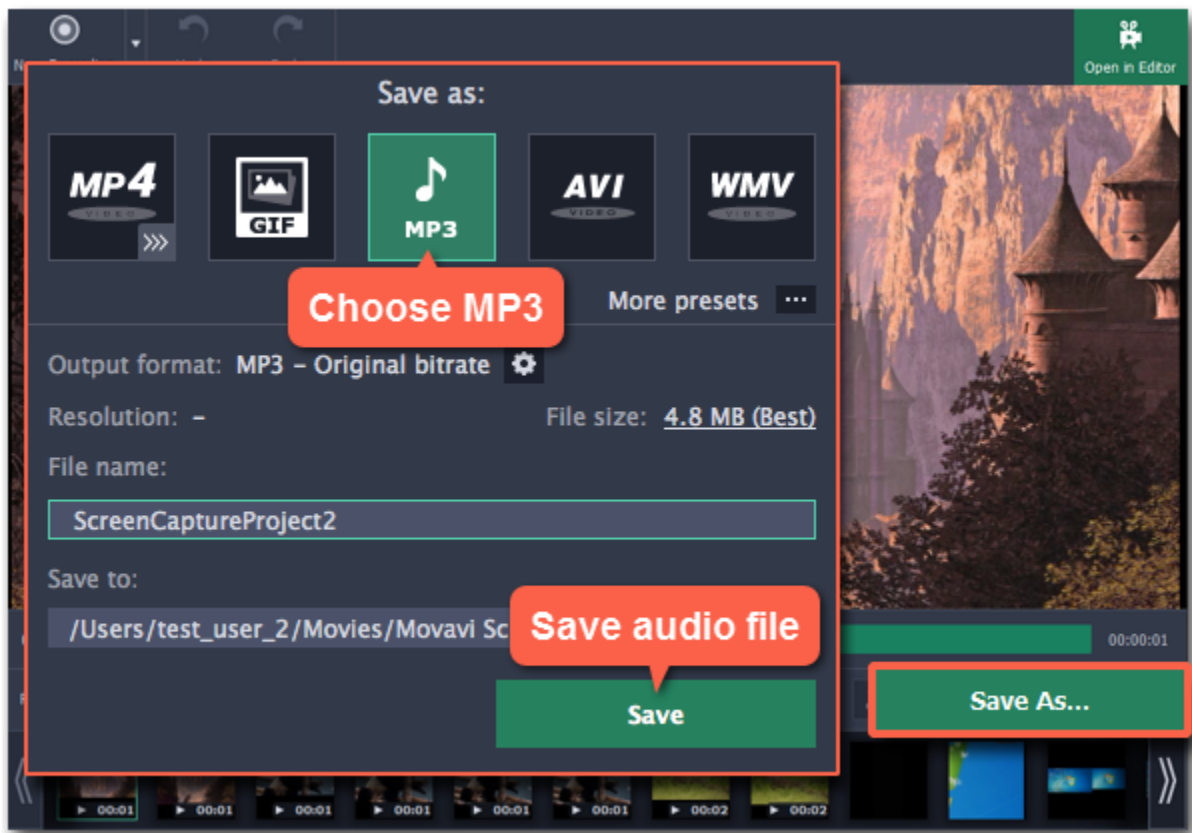 Open in Editor
Save as:
MP4
VIDEO
GIF
MP3
AVI
VIDEO
WMV
VIDEO
Choose MP3
More presets ...
Output format: MP3 – Original bitrate
Resolution: –
File size: 4.8 MB (Best)
File name:
ScreenCaptureProject2
Save to:
/Users/test_user_2/Movies/Movavi Sc
Save audio file
00:00:01
Save
Save As...
00:01
00:01
00:01
00:01
00:01
00:01
00:02
00:02